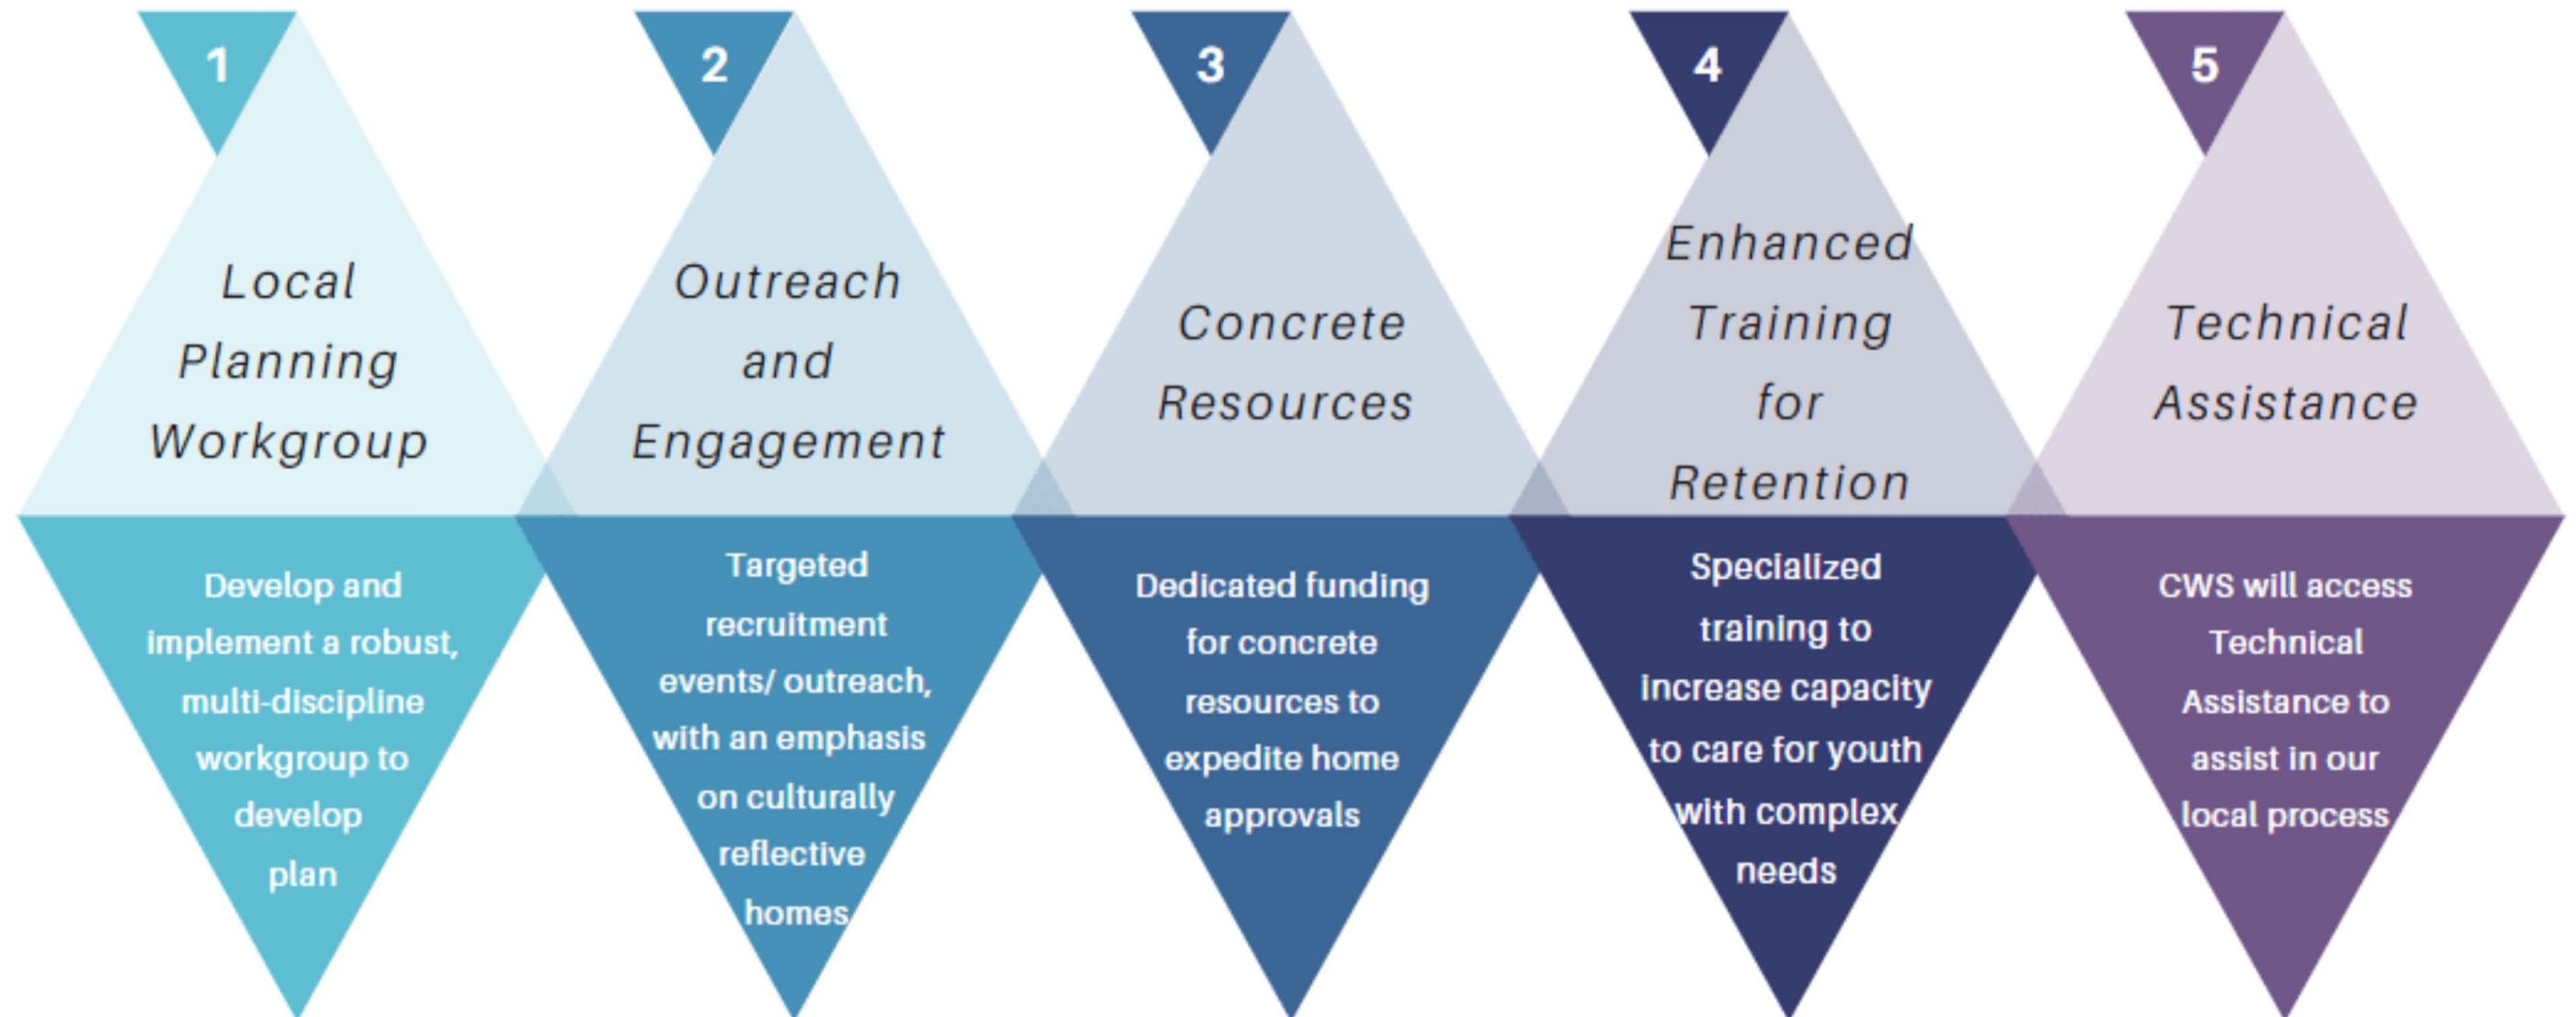 1
Local
Planning
Workgroup
Develop and
implement a robust,
multi-discipline
workgroup to
develop
plan
2
Outreach
and
Engagement
Targeted
recruitment
events/ outreach,
with an emphasis
on culturally
reflective
homes
3
Concrete
Resources
Dedicated funding
for concrete
resources to
expedite home
approvals
4
Enhanced
Training
for
Retention
Specialized
training to
increase capacity
to care for youth
with complex
needs
5
Technical
Assistance
CWS will access
Technical
Assistance to
assist in our
local process